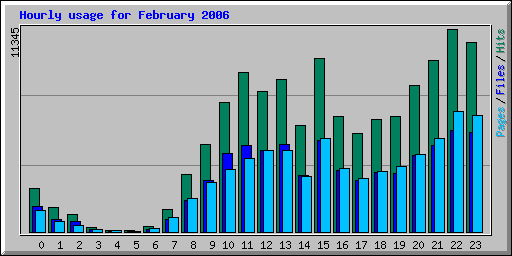 Hourly usage for February 2006
11345
Pages / Files / Hits
0 1 2 3 4 5 6 7 8 9 10 11 12 13 14 15 16 17 18 19 20 21 22 23